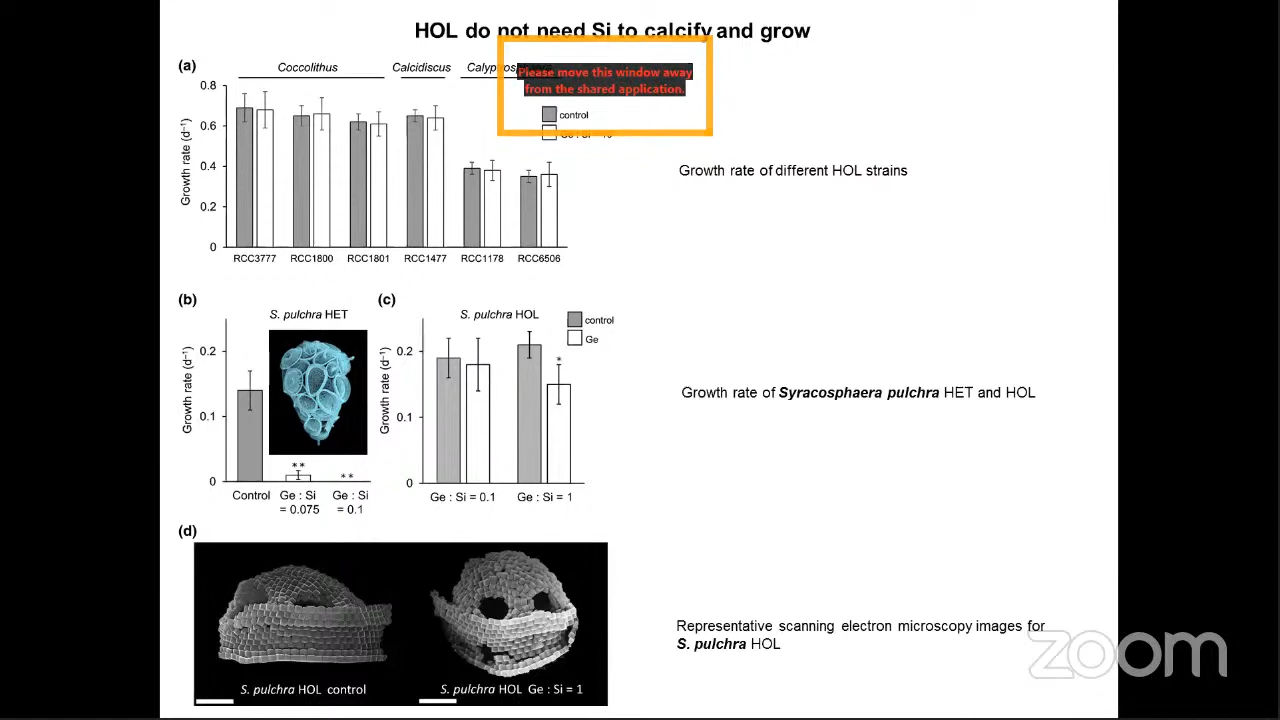 HOL do not need Si to calcify and grow
(a)
Coccolithus
Calcidiscus
Please move this window away
from the shared application.
control
0.8
0.6
0.4
0.2
0
Growth rate (d⁻¹)
RCC3777
RCC1800
RCC1801
RCC1477
RCC1178
RCC6506
Growth rate of different HOL strains
(b)
S. pulchra HET
0.2
0.1
0
Growth rate (d⁻¹)
**
**
Control
Ge : Si
= 0.075
Ge : Si
= 0.1
(c)
S. pulchra HOL
control
Ge
0.2
0.1
0
Growth rate (d⁻¹)
*
Ge : Si = 0.1
Ge : Si = 1
Growth rate of Syracosphaera pulchra HET and HOL
(d)
S. pulchra HOL control
S. pulchra HOL Ge : Si = 1
Representative scanning electron microscopy images for
S. pulchra HOL
zoom